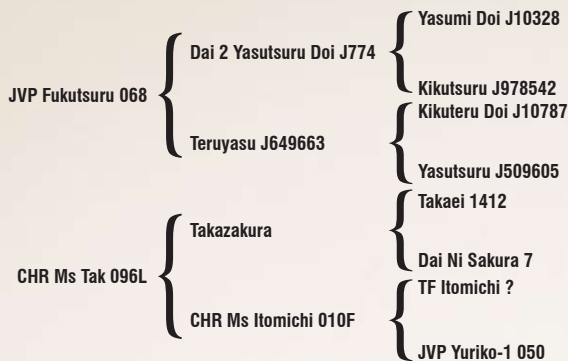 Yasumi Doi J10328
Dai 2 Yasutsuru Doi J774
Kikutsuru J978542
JVP Fukutsuru 068
Kikuteru Doi J10787
Teruyasu J649663
Yasutsuru J509605
Takaei 1412
Takazakura
Dai Ni Sakura 7
CHR Ms Tak 096L
TF Itomichi ?
CHR Ms Itomichi 010F
JVP Yuriko-1 050